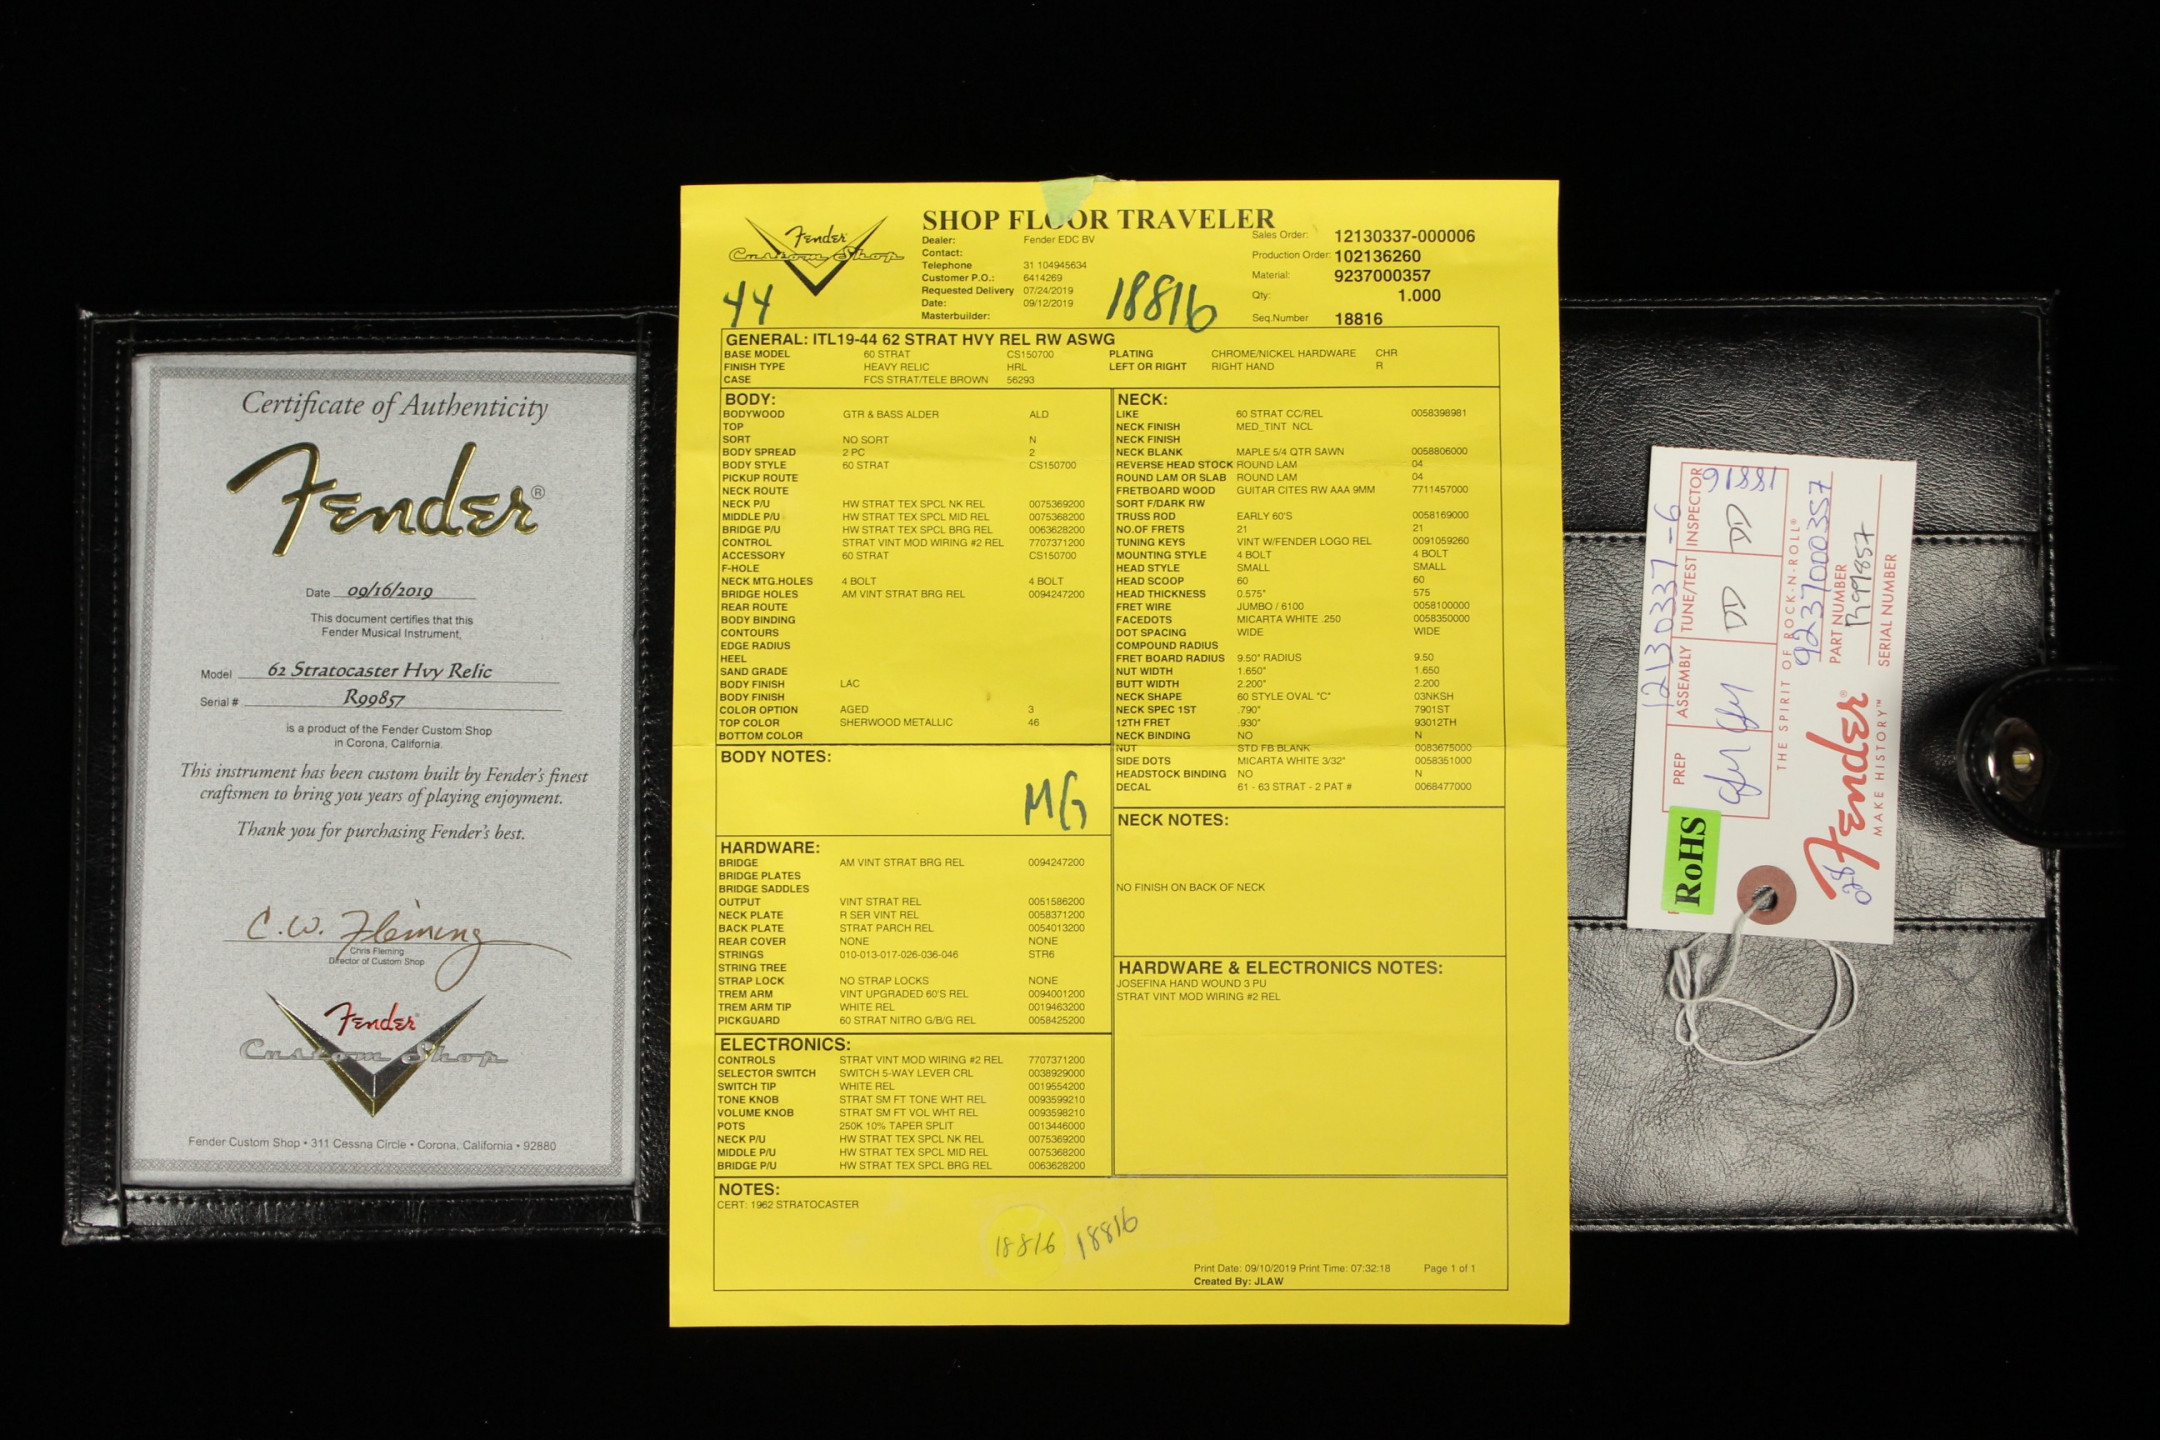 Certificate of Authenticity
Fender®
Date 09/16/2019
This document certifies that this
Fender Musical Instrument,
Model 62 Stratocaster Hvy Relic
Serial # R99857
is a product of the Fender Custom Shop
in Corona, California.
This instrument has been custom built by Fender's finest
craftsmen to bring you years of playing enjoyment.
Thank you for purchasing Fender's best.
C.W. Fleming
Chris Fleming
Director of Custom Shop
Fender
Custom Shop
Fender Custom Shop • 311 Cessna Circle • Corona, California • 92880
Fender
Custom Shop
44
SHOP FLOOR TRAVELER
Dealer: Fender EDC BV
Contact:
Telephone 31 104945634
Customer P.O.: 6414269
Requested Delivery 07/24/2019
Date: 09/12/2019
Masterbuilder:
18816
Sales Order: 12130337-000006
Production Order: 102136260
Material: 9237000357
Qty: 1.000
Seq.Number 18816
GENERAL: ITL19-44 62 STRAT HVY REL RW ASWG
BASE MODEL 60 STRAT CS150700 PLATING CHROME/NICKEL HARDWARE CHR
FINISH TYPE HEAVY RELIC HRL LEFT OR RIGHT RIGHT HAND R
CASE FCS STRAT/TELE BROWN 56293
BODY:
BODYWOOD GTR & BASS ALDER ALD
TOP
SORT NO SORT N
BODY SPREAD 2 PC 2
BODY STYLE 60 STRAT CS150700
PICKUP ROUTE
NECK ROUTE
NECK P/U HW STRAT TEX SPCL NK REL 0075369200
MIDDLE P/U HW STRAT TEX SPCL MID REL 0075368200
BRIDGE P/U HW STRAT TEX SPCL BRG REL 0063628200
CONTROL STRAT VINT MOD WIRING #2 REL 7707371200
ACCESSORY 60 STRAT CS150700
F-HOLE
NECK MTG.HOLES 4 BOLT 4 BOLT
BRIDGE HOLES AM VINT STRAT BRG REL 0094247200
REAR ROUTE
BODY BINDING
CONTOURS
EDGE RADIUS
HEEL
SAND GRADE
BODY FINISH LAC
BODY FINISH
COLOR OPTION AGED 3
TOP COLOR SHERWOOD METALLIC 46
BOTTOM COLOR
BODY NOTES:
MG
HARDWARE:
BRIDGE AM VINT STRAT BRG REL 0094247200
BRIDGE PLATES
BRIDGE SADDLES
OUTPUT VINT STRAT REL 0051586200
NECK PLATE R SER VINT REL 0058371200
BACK PLATE STRAT PARCH REL 0054013200
REAR COVER NONE NONE
STRINGS 010-013-017-026-036-046 STR6
STRING TREE
STRAP LOCK NO STRAP LOCKS NONE
TREM ARM VINT UPGRADED 60'S REL 0094001200
TREM ARM TIP WHITE REL 0019463200
PICKGUARD 60 STRAT NITRO G/B/G REL 0058425200
ELECTRONICS:
CONTROLS STRAT VINT MOD WIRING #2 REL 7707371200
SELECTOR SWITCH SWITCH 5-WAY LEVER CRL 0038929000
SWITCH TIP WHITE REL 0019554200
TONE KNOB STRAT SM FT TONE WHT REL 0093599210
VOLUME KNOB STRAT SM FT VOL WHT REL 0093598210
POTS 250K 10% TAPER SPLIT 0013446000
NECK P/U HW STRAT TEX SPCL NK REL 0075369200
MIDDLE P/U HW STRAT TEX SPCL MID REL 0075368200
BRIDGE P/U HW STRAT TEX SPCL BRG REL 0063628200
NECK:
LIKE 60 STRAT CC/REL 0058398981
NECK FINISH MED_TINT NCL
NECK FINISH
NECK BLANK MAPLE 5/4 QTR SAWN 0058806000
REVERSE HEAD STOCK ROUND LAM 04
ROUND LAM OR SLAB ROUND LAM 04
FRETBOARD WOOD GUITAR CITES RW AAA 9MM 7711457000
SORT F/DARK RW
TRUSS ROD EARLY 60'S 0058169000
NO.OF FRETS 21 21
TUNING KEYS VINT W/FENDER LOGO REL 0091059260
MOUNTING STYLE 4 BOLT 4 BOLT
HEAD STYLE SMALL SMALL
HEAD SCOOP 60 60
HEAD THICKNESS 0.575" 575
FRET WIRE JUMBO / 6100 0058100000
FACEDOTS MICARTA WHITE .250 0058350000
DOT SPACING WIDE WIDE
COMPOUND RADIUS
FRET BOARD RADIUS 9.50" RADIUS 9.50
NUT WIDTH 1.650" 1.650
BUTT WIDTH 2.200" 2.200
NECK SHAPE 60 STYLE OVAL "C" 03NKSH
NECK SPEC 1ST .790" 7901ST
12TH FRET .930" 93012TH
NECK BINDING NO N
NUT STD FB BLANK 0083675000
SIDE DOTS MICARTA WHITE 3/32" 0058351000
HEADSTOCK BINDING NO N
DECAL 61 - 63 STRAT - 2 PAT # 0068477000
NECK NOTES:
NO FINISH ON BACK OF NECK
HARDWARE & ELECTRONICS NOTES:
JOSEFINA HAND WOUND 3 PU
STRAT VINT MOD WIRING #2 REL
NOTES:
CERT: 1962 STRATOCASTER
18816 18816
Print Date: 09/10/2019 Print Time: 07:32:18 Page 1 of 1
Created By: JLAW
12130337-6
PREP ASSEMBLY TUNE/TEST INSPECTOR
DD DD
91881
THE SPIRIT OF ROCK-N-ROLL®
9237000357
PART NUMBER
R99857
SERIAL NUMBER
Fender®
MAKE HISTORY™
RoHS